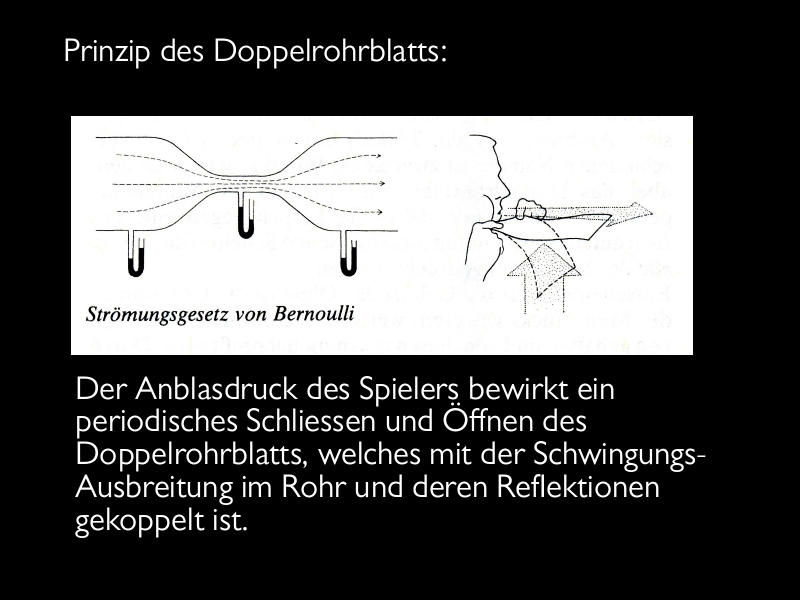 Prinzip des Doppelrohrblatts:
Strömungsgesetz von Bernoulli
Der Anblasdruck des Spielers bewirkt ein
periodisches Schliessen und Öffnen des
Doppelrohrblatts, welches mit der Schwingungs-
Ausbreitung im Rohr und deren Reflektionen
gekoppelt ist.